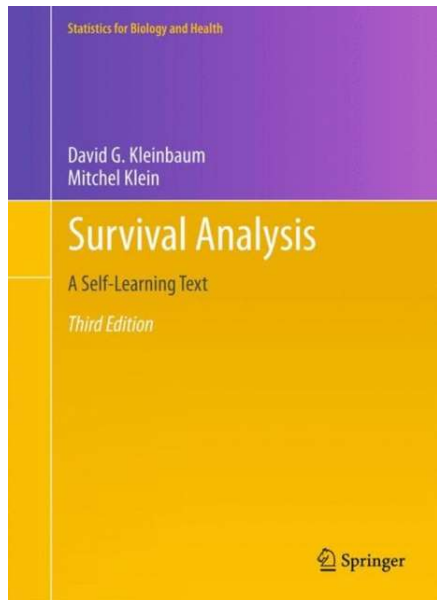 Statistics for Biology and Health
David G. Kleinbaum
Mitchel Klein
Survival Analysis
A Self-Learning Text
Third Edition
Springer